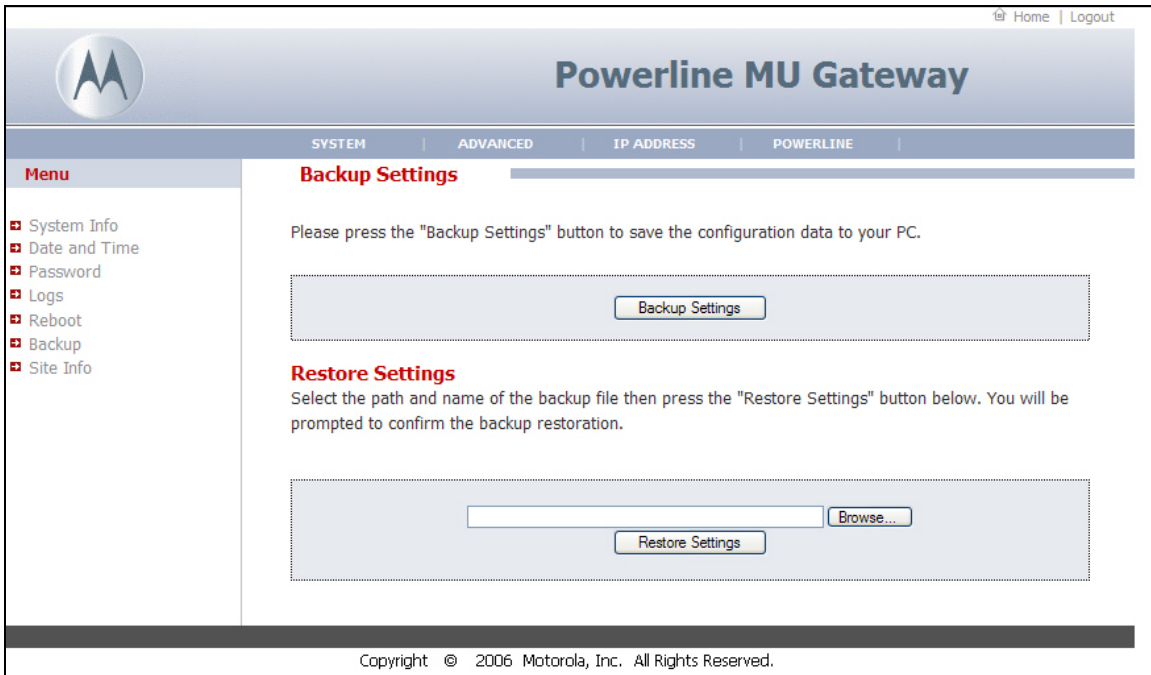 Home | Logout
Powerline MU Gateway
SYSTEM | ADVANCED | IP ADDRESS | POWERLINE |
Menu
System Info
Date and Time
Password
Logs
Reboot
Backup
Site Info
Backup Settings
Please press the "Backup Settings" button to save the configuration data to your PC.
Backup Settings
Restore Settings
Select the path and name of the backup file then press the "Restore Settings" button below. You will be
prompted to confirm the backup restoration.
Browse...
Restore Settings
Copyright © 2006 Motorola, Inc. All Rights Reserved.